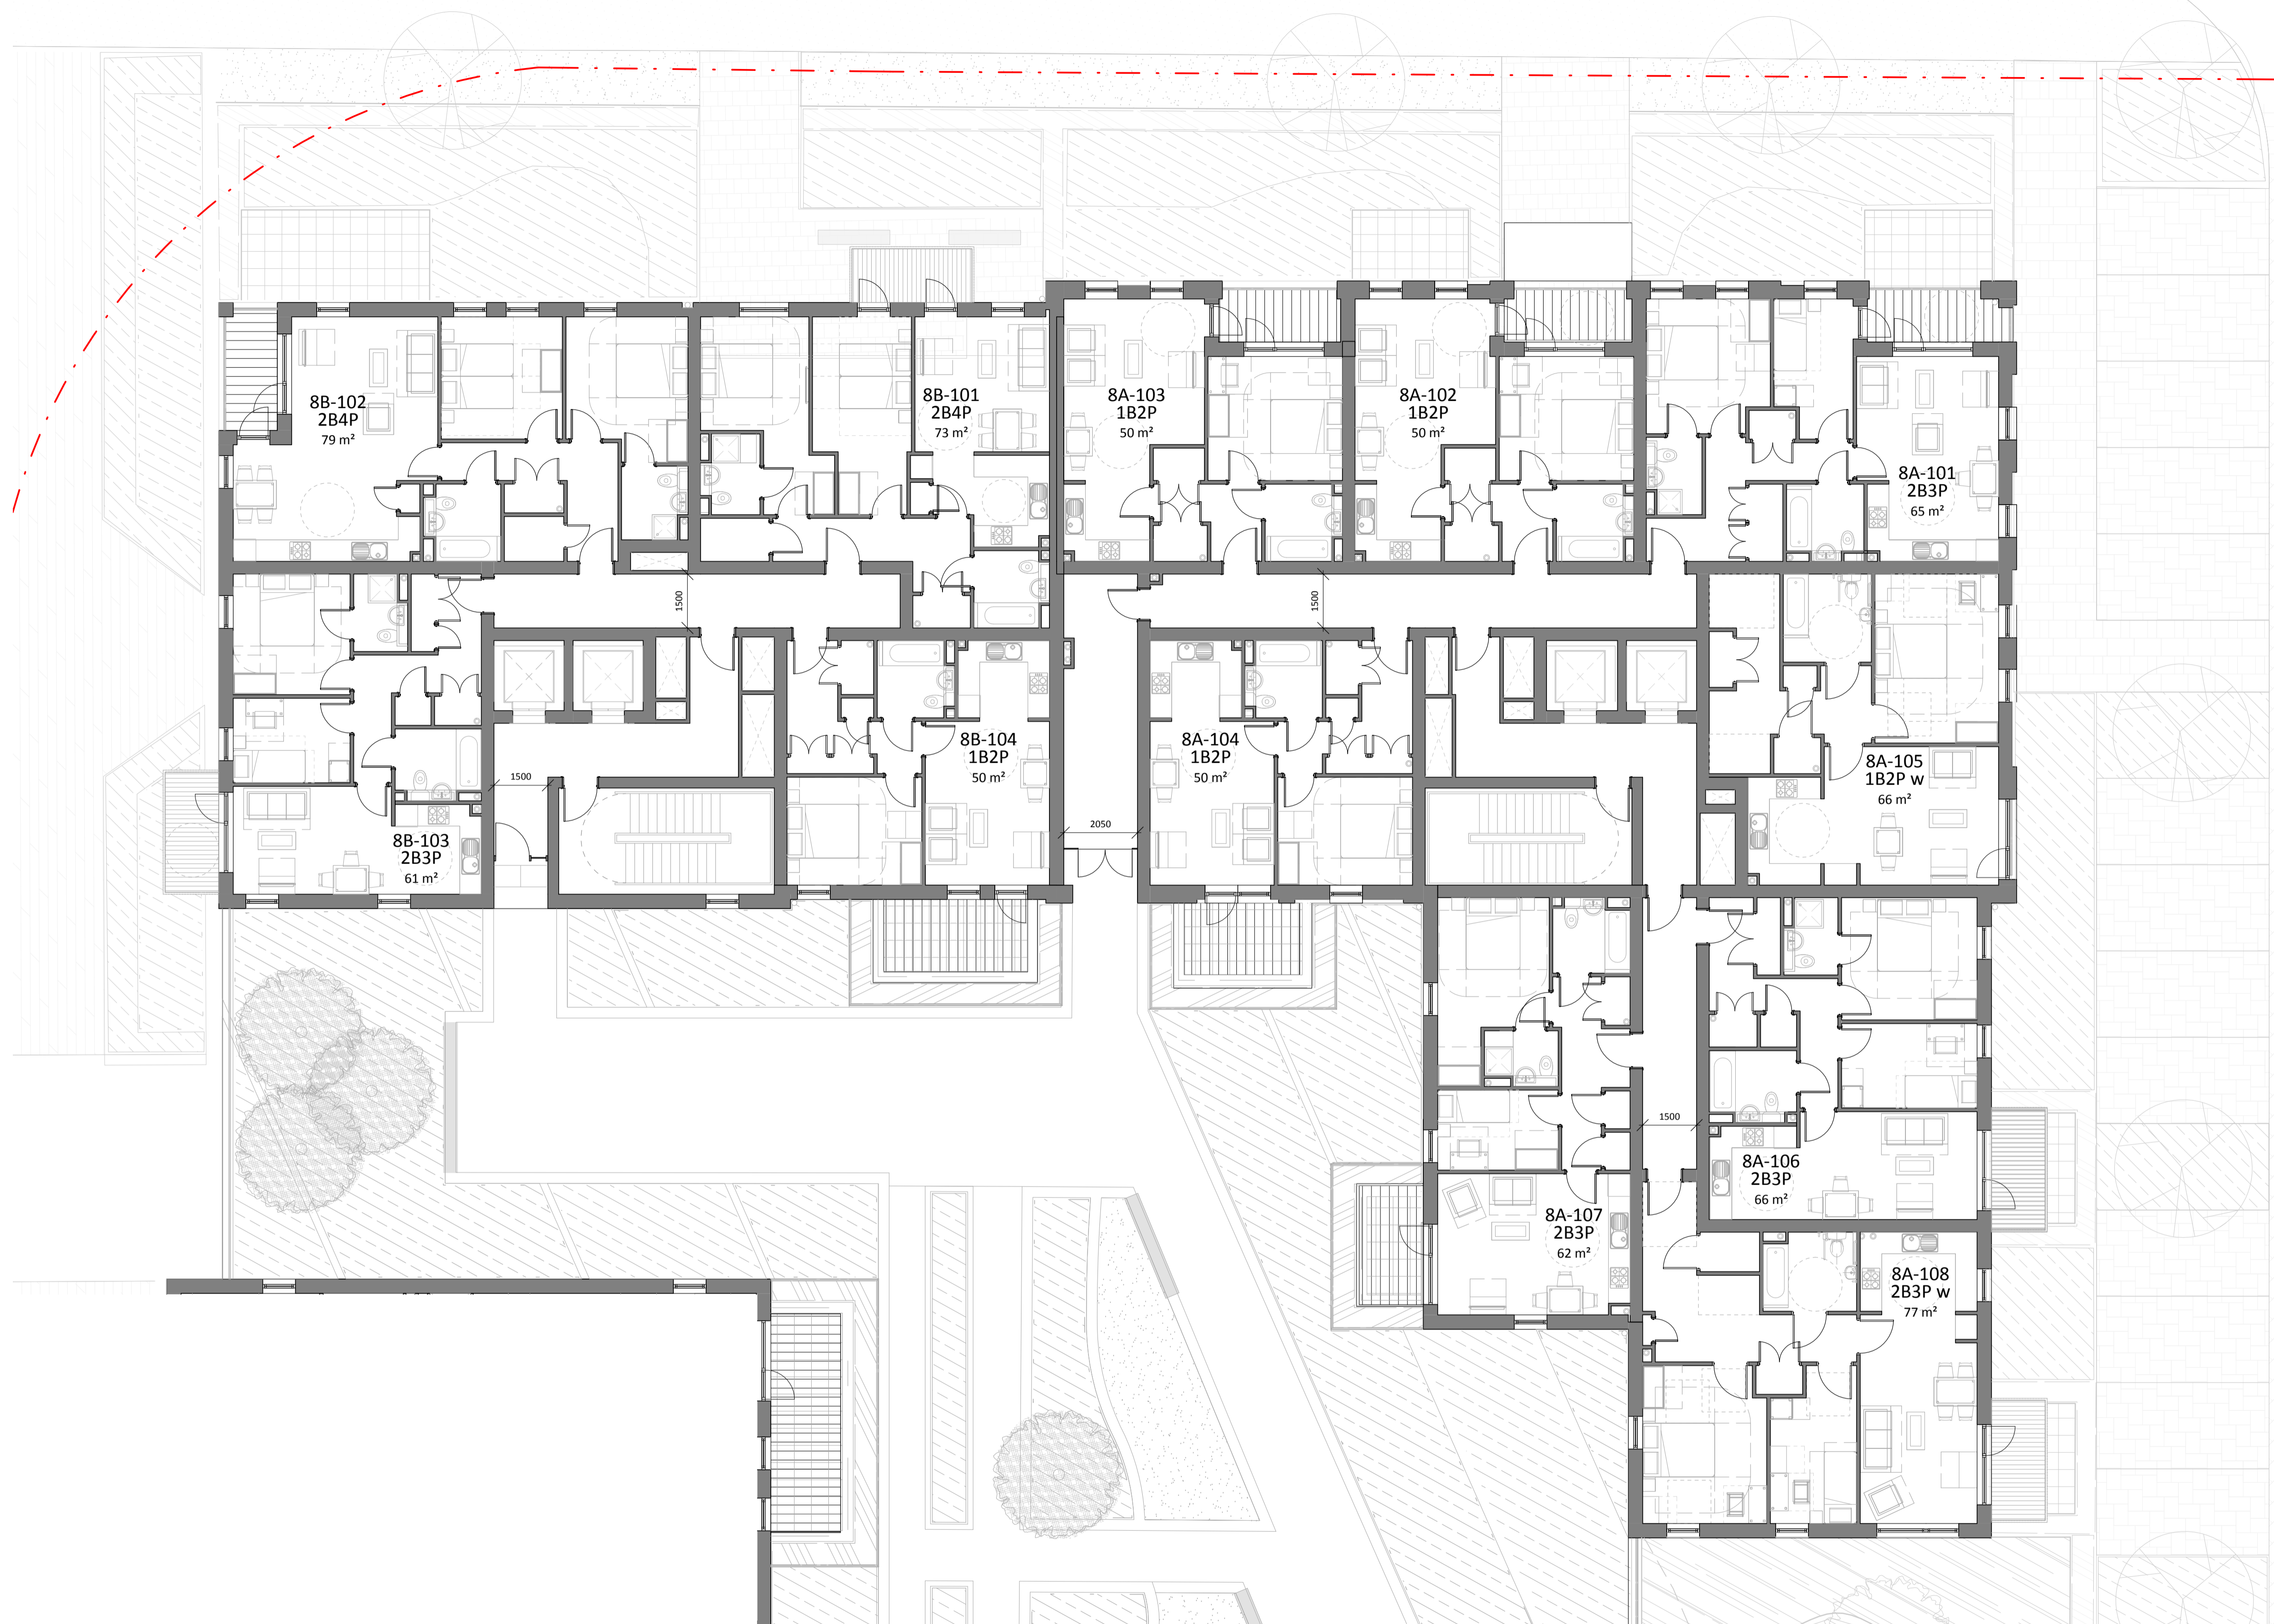 8B-102
2B4P
79 m²
8B-101
2B4P
73 m²
8A-103
1B2P
50 m²
8A-102
1B2P
50 m²
8A-101
2B3P
65 m²
1500
1500
8B-103
2B3P
61 m²
1500
8B-104
1B2P
50 m²
2050
8A-104
1B2P
50 m²
8A-105
1B2P w
66 m²
1500
8A-106
2B3P
66 m²
8A-107
2B3P
62 m²
8A-108
2B3P w
77 m²